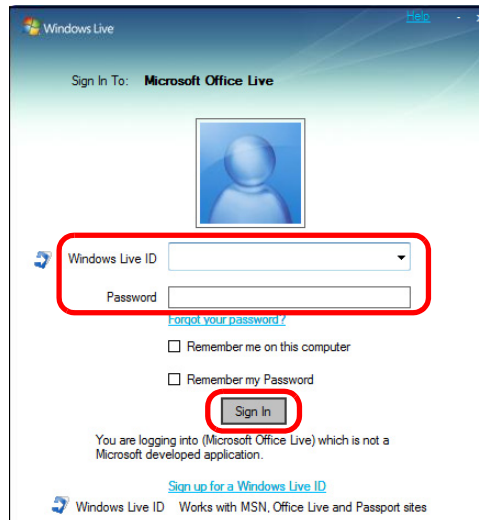 Help - x
Windows Live
Sign In To: Microsoft Office Live
Windows Live ID
Password
Forgot your password?
Remember me on this computer
Remember my Password
Sign In
You are logging into (Microsoft Office Live) which is not a
Microsoft developed application.
Sign up for a Windows Live ID
Windows Live ID Works with MSN, Office Live and Passport sites